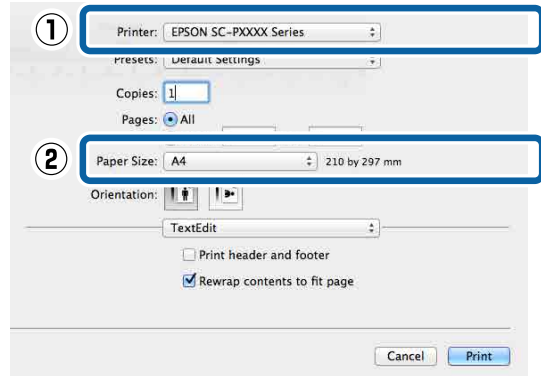 ① Printer: EPSON SC-PXXXX Series
Presets: Default Settings
Copies: 1
Pages: All
② Paper Size: A4 210 by 297 mm
Orientation:
TextEdit
Print header and footer
Rewrap contents to fit page
Cancel Print